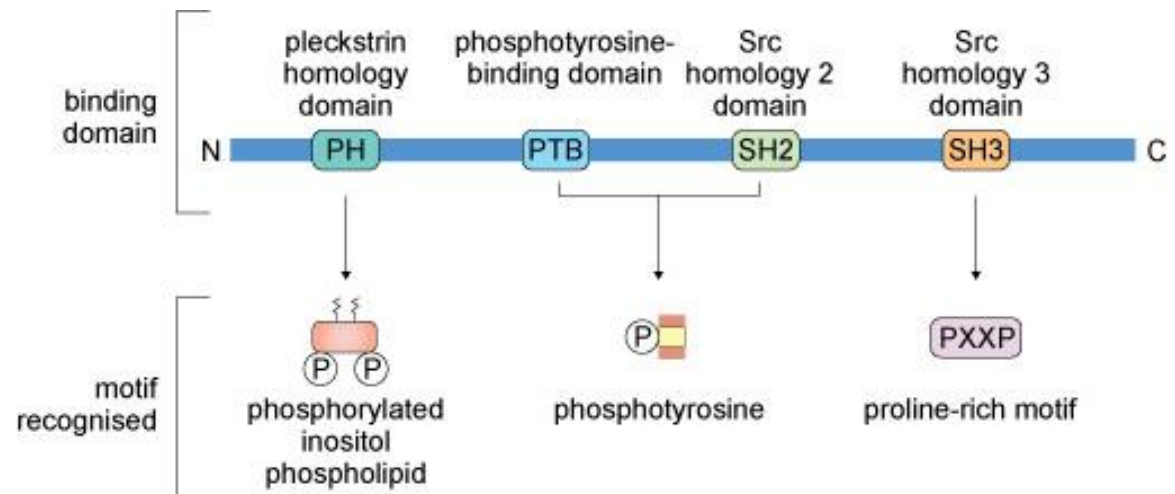 pleckstrin
homology
domain
phosphotyrosine-
binding domain
Src
homology 2
domain
Src
homology 3
domain
binding
domain
N
PH
PTB
SH2
SH3
C
P
P
P
PXXP
motif
recognised
phosphorylated
inositol
phospholipid
phosphotyrosine
proline-rich motif